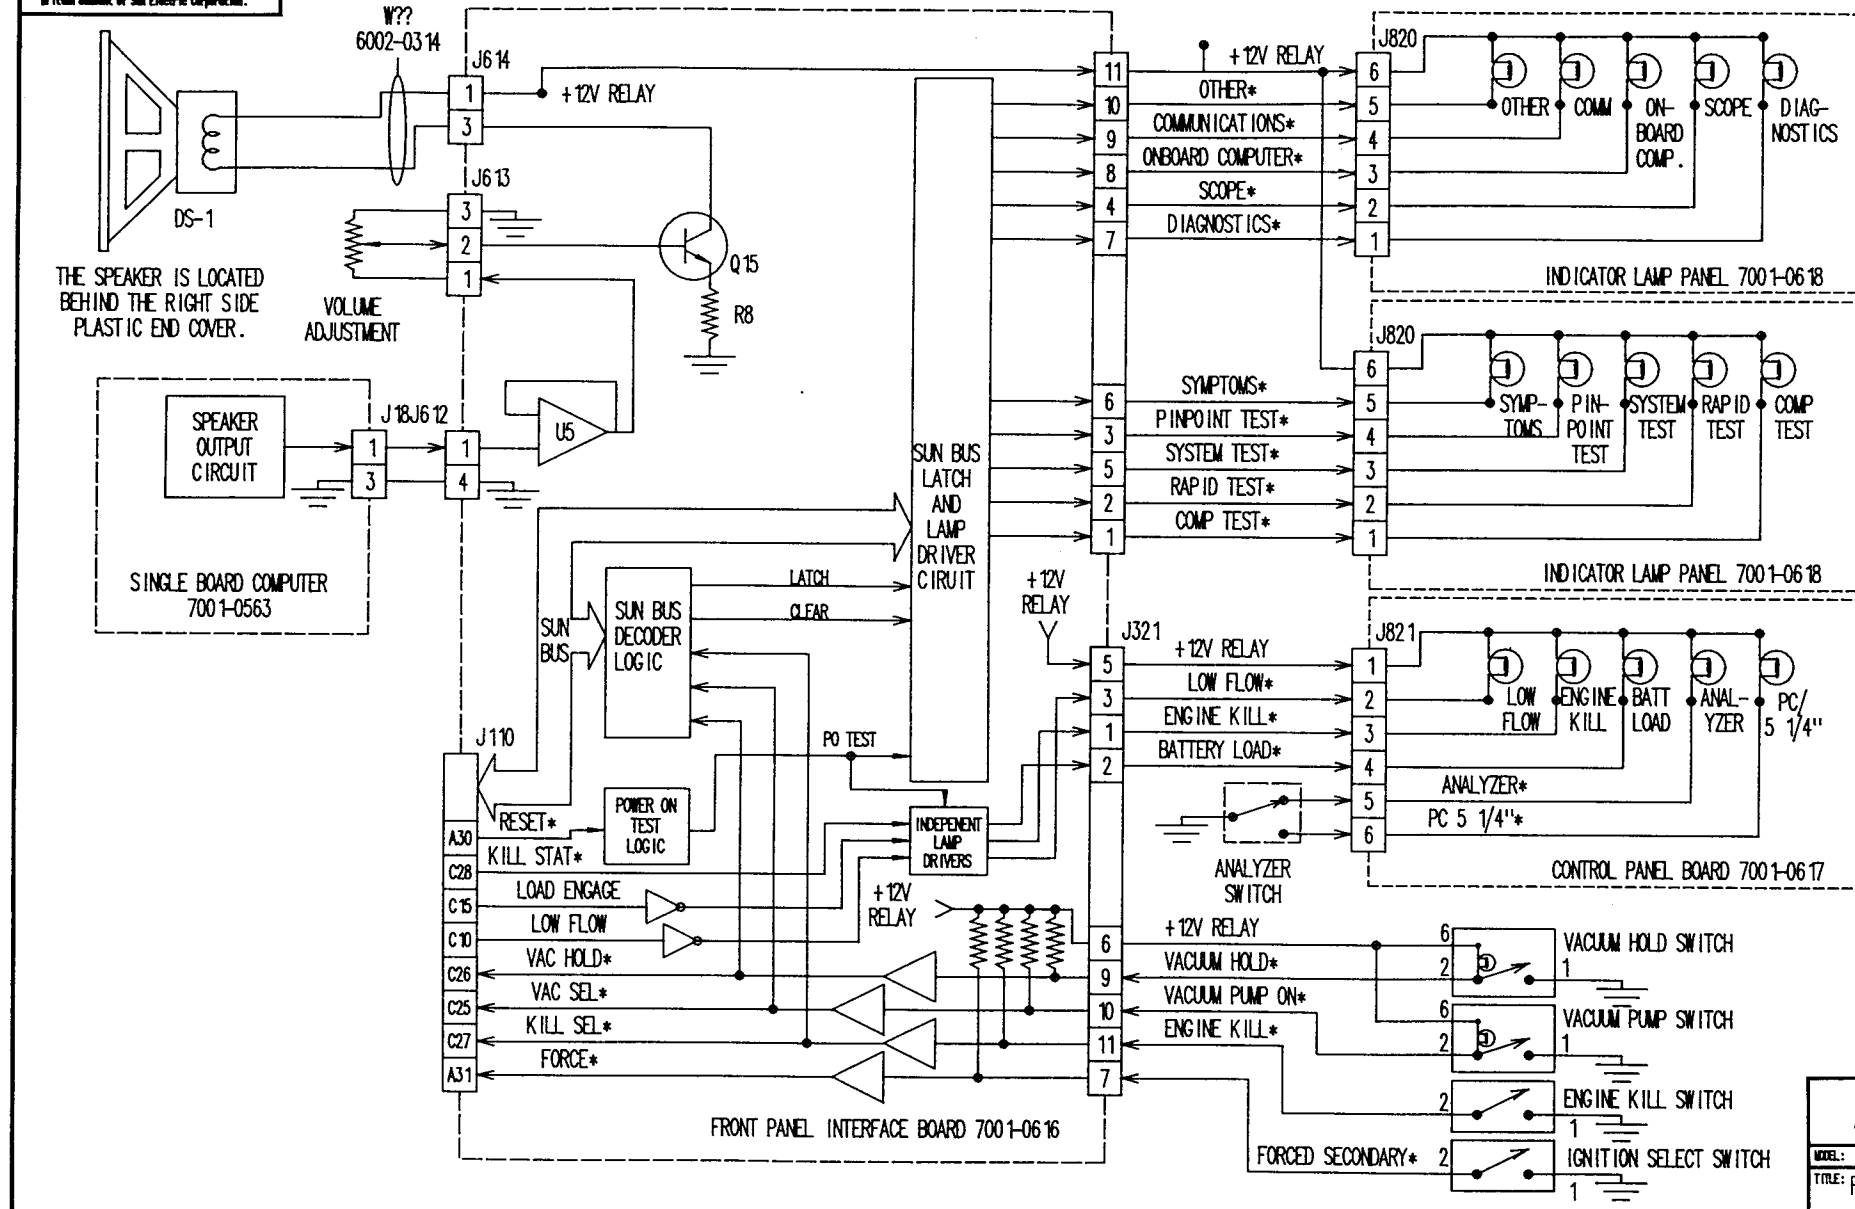 W??
6002-0314
J614
1
3
+12V RELAY
DS-1
THE SPEAKER IS LOCATED
BEHIND THE RIGHT SIDE
PLASTIC END COVER.
J613
3
2
1
VOLUME
ADJUSTMENT
Q15
R8
SPEAKER
OUTPUT
CIRCUIT
J18
J612
1
3
1
4
U5
SINGLE BOARD COMPUTER
7001-0563
SUN
BUS
SUN BUS
DECODER
LOGIC
LATCH
CLEAR
SUN BUS
LATCH
AND
LAMP
DRIVER
CIRUIT
PO TEST
POWER ON
TEST
LOGIC
INDEPENENT
LAMP
DRIVERS
J110
A30
C28
C15
C10
C26
C25
C27
A31
RESET*
KILL STAT*
LOAD ENGAGE
LOW FLOW
VAC HOLD*
VAC SEL*
KILL SEL*
FORCE*
+12V
RELAY
FRONT PANEL INTERFACE BOARD 7001-0616
11
10
9
8
4
7
6
3
5
2
1
+12V RELAY
OTHER*
COMMUNICATIONS*
ONBOARD COMPUTER*
SCOPE*
DIAGNOSTICS*
SYMPTOMS*
PINPOINT TEST*
SYSTEM TEST*
RAPID TEST*
COMP TEST*
J820
6
5
4
3
2
1
OTHER
COMM
ON-
BOARD
COMP.
SCOPE
DIAG-
NOSTICS
INDICATOR LAMP PANEL 7001-0618
J820
6
5
4
3
2
1
SYMP-
TOMS
PIN-
POINT
TEST
SYSTEM
TEST
RAPID
TEST
COMP
TEST
INDICATOR LAMP PANEL 7001-0618
+12V
RELAY
J321
5
3
1
2
6
9
10
11
7
+12V RELAY
LOW FLOW*
ENGINE KILL*
BATTERY LOAD*
ANALYZER*
PC 5 1/4"*
ANALYZER
SWITCH
J821
1
2
3
4
5
6
LOW
FLOW
ENGINE
KILL
BATT
LOAD
ANAL-
YZER
PC/
5 1/4"
CONTROL PANEL BOARD 7001-0617
+12V RELAY
VACUUM HOLD*
VACUUM PUMP ON*
ENGINE KILL*
FORCED SECONDARY*
6
2
1
VACUUM HOLD SWITCH
6
2
1
VACUUM PUMP SWITCH
2
1
ENGINE KILL SWITCH
2
1
IGNITION SELECT SWITCH
MODEL:
TITLE: